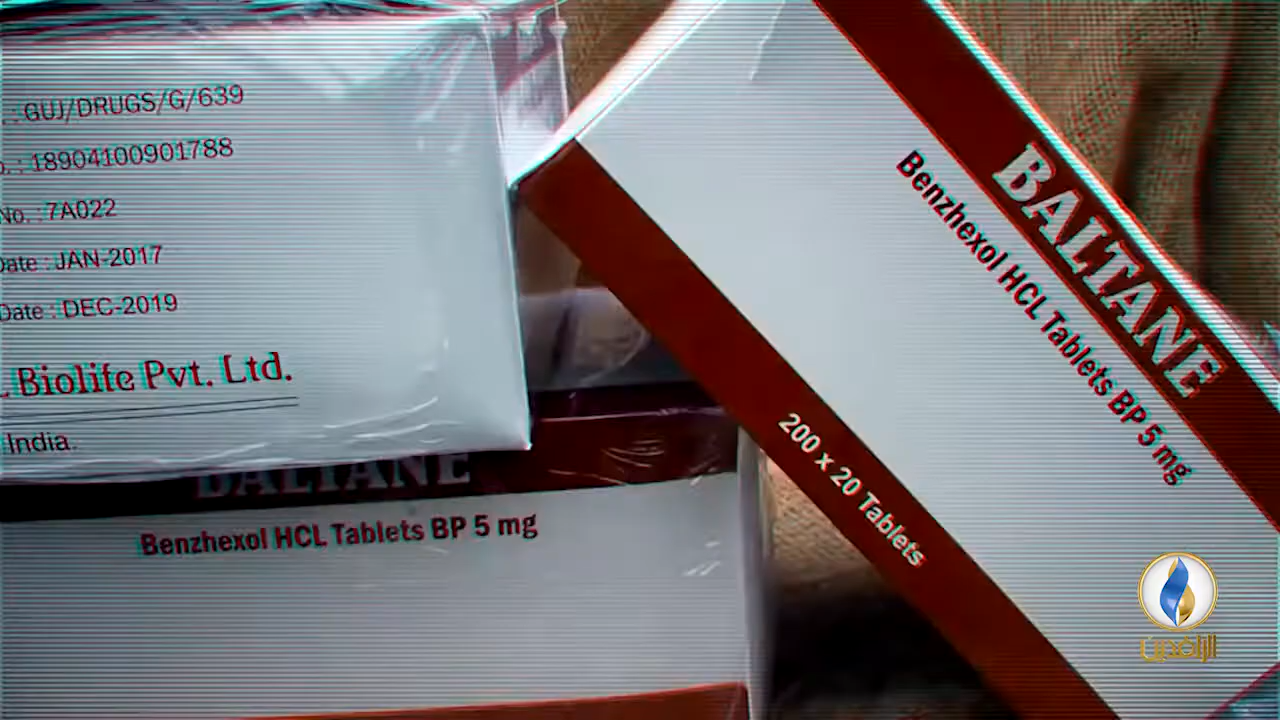 . : GUJ/DRUGS/G/639
o. : 18904100901788
No. : 7A022
Date : JAN-2017
Date : DEC-2019
Biolife Pvt. Ltd.
India.
BALTANE
Benzhexol HCL Tablets BP 5 mg
BALTANE
Benzhexol HCL Tablets BP 5 mg
200 x 20 Tablets
الرافدين